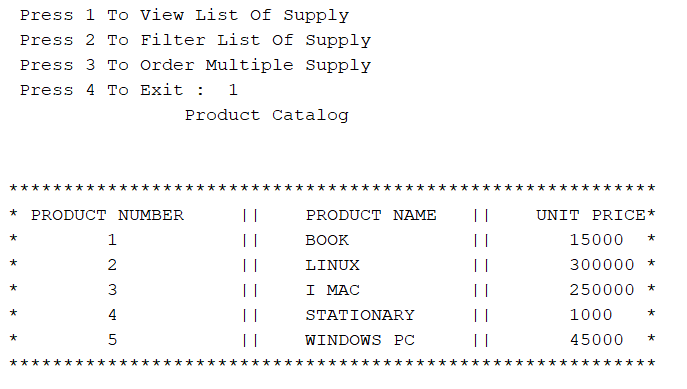 Press 1 To View List Of Supply
Press 2 To Filter List Of Supply
Press 3 To Order Multiple Supply
Press 4 To Exit :  1
Product Catalog
***********************************************************
* PRODUCT NUMBER     ||    PRODUCT NAME   ||    UNIT PRICE*
*        1           ||    BOOK           ||       15000  *
*        2           ||    LINUX          ||       300000 *
*        3           ||    I MAC          ||       250000 *
*        4           ||    STATIONARY     ||       1000   *
*        5           ||    WINDOWS PC     ||       45000  *
***********************************************************